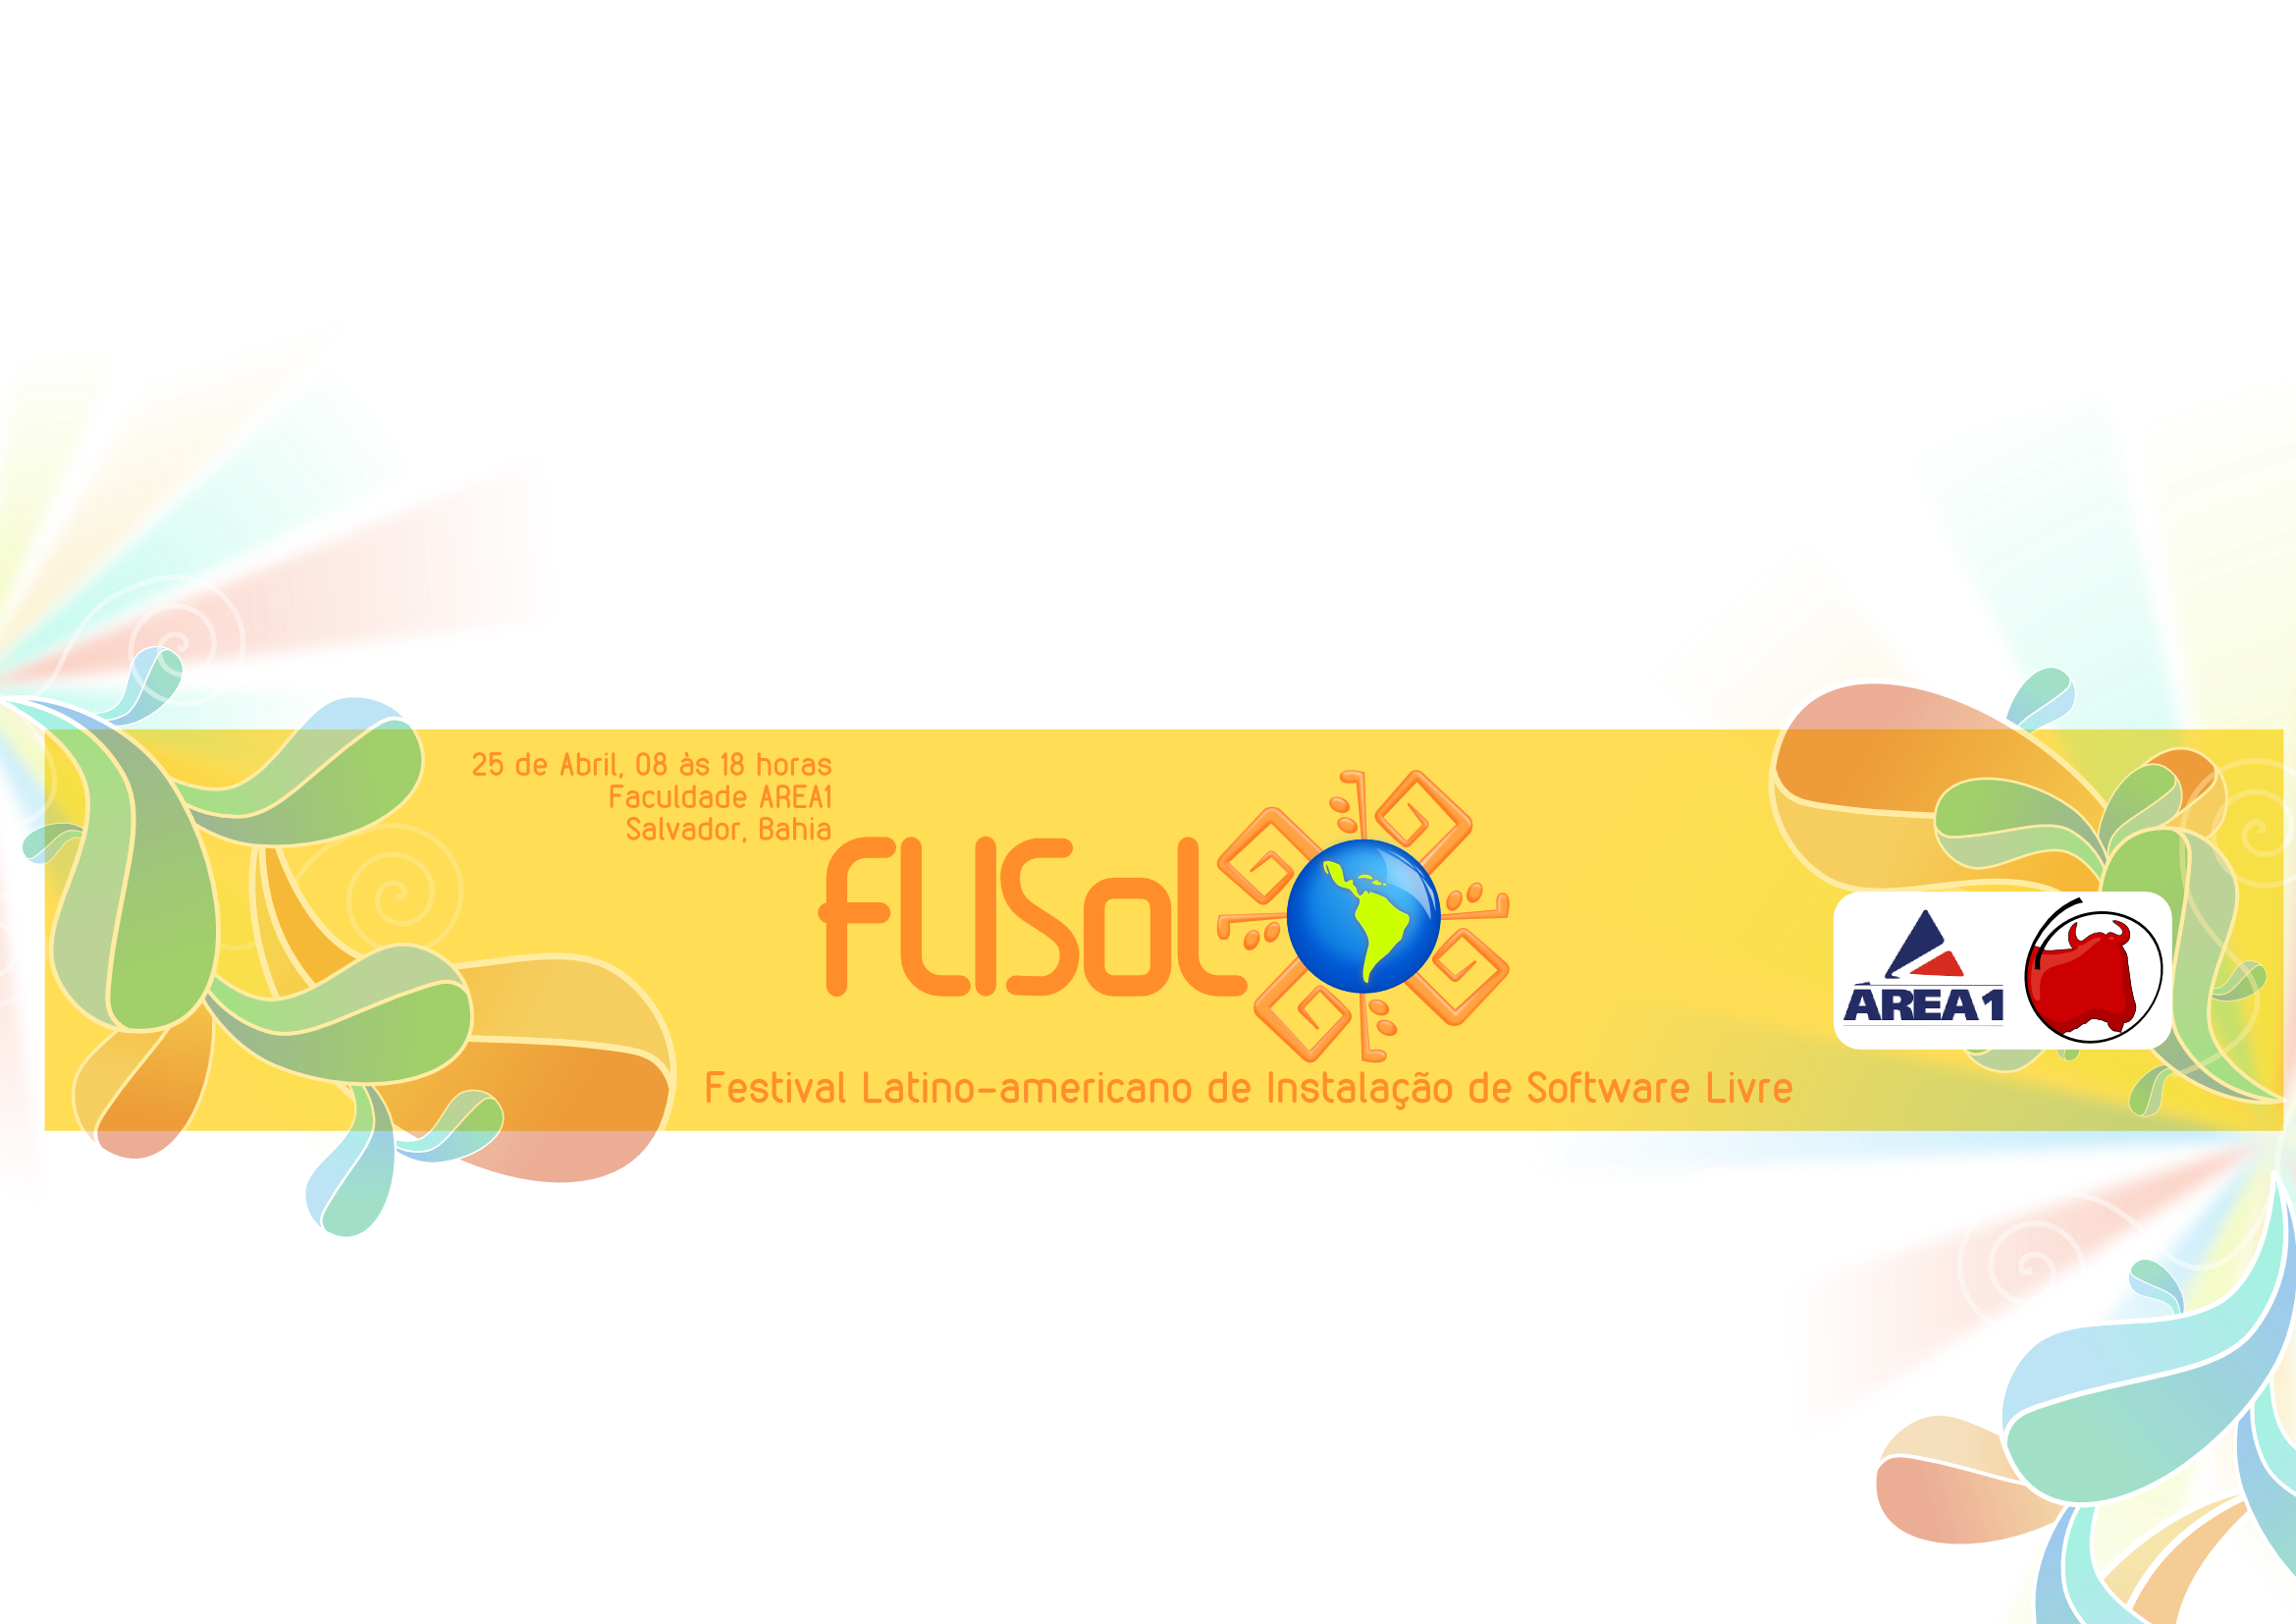 25 de Abril, 08 às 18 horas
Faculdade AREA1
Salvador, Bahia
FLISoL
Festival Latino-americano de Instalação de Software Livre
ÁREA1